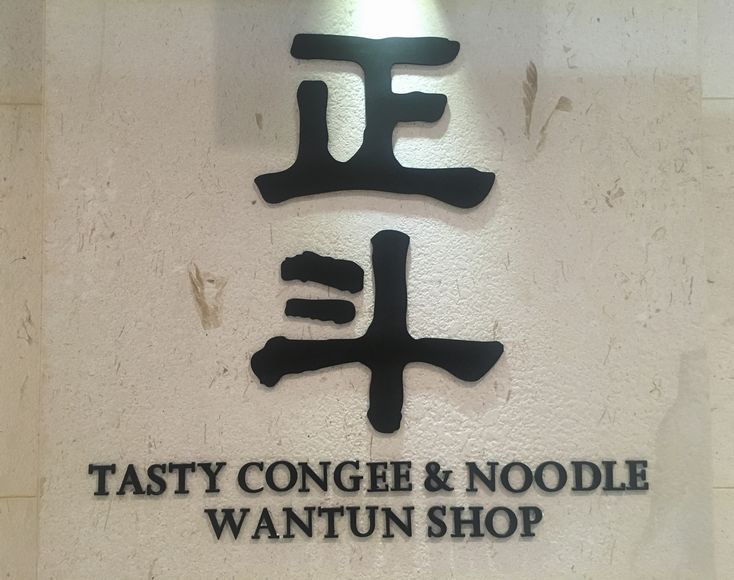 正
斗
TASTY CONGEE & NOODLE
WANTUN SHOP